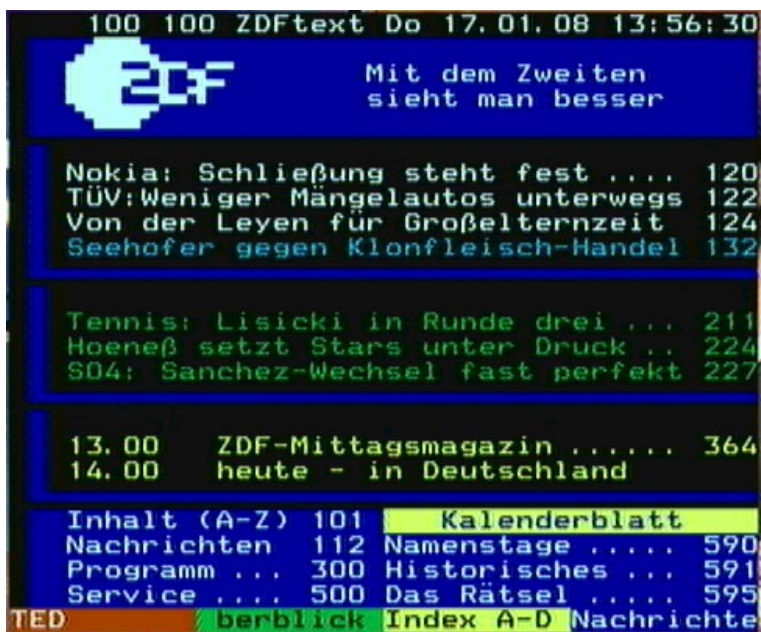 100 100 ZDFtext Do 17.01.08 13:56:30
ZDF
Mit dem Zweiten
sieht man besser
Nokia: Schließung steht fest .... 120
TÜV:Weniger Mängelautos unterwegs 122
Von der Leyen für Großelternzeit 124
Seehofer gegen Klonfleisch-Handel 132
Tennis: Lisicki in Runde drei ... 211
Hoeneß setzt Stars unter Druck .. 224
S04: Sanchez-Wechsel fast perfekt 227
13.00 ZDF-Mittagsmagazin ...... 364
14.00 heute - in Deutschland
Inhalt (A-Z) 101 Kalenderblatt
Nachrichten 112 Namenstage ..... 590
Programm ... 300 Historisches ... 591
Service .... 500 Das Rätsel ..... 595
TED berblick Index A-D Nachrichte